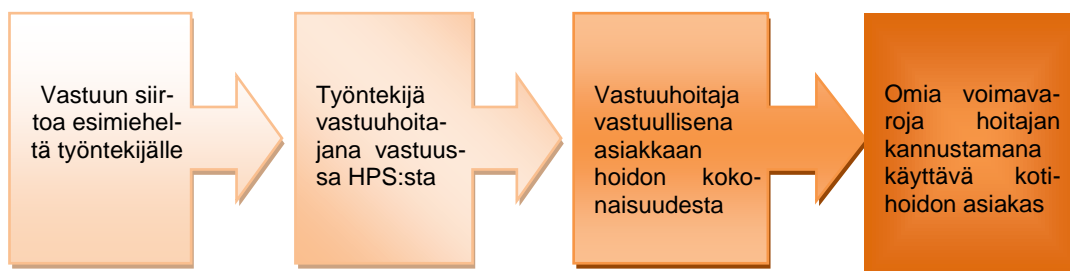 Vastuun siir-
toa esimiehel-
tä työntekijälle
Työntekijä
vastuuhoita-
jana vastuus-
sa HPS:sta
Vastuuhoitaja
vastuullisena
asiakkaan
hoidon koko-
naisuudesta
Omia voimava-
roja hoitajan
kannustamana
käyttävä koti-
hoidon asiakas